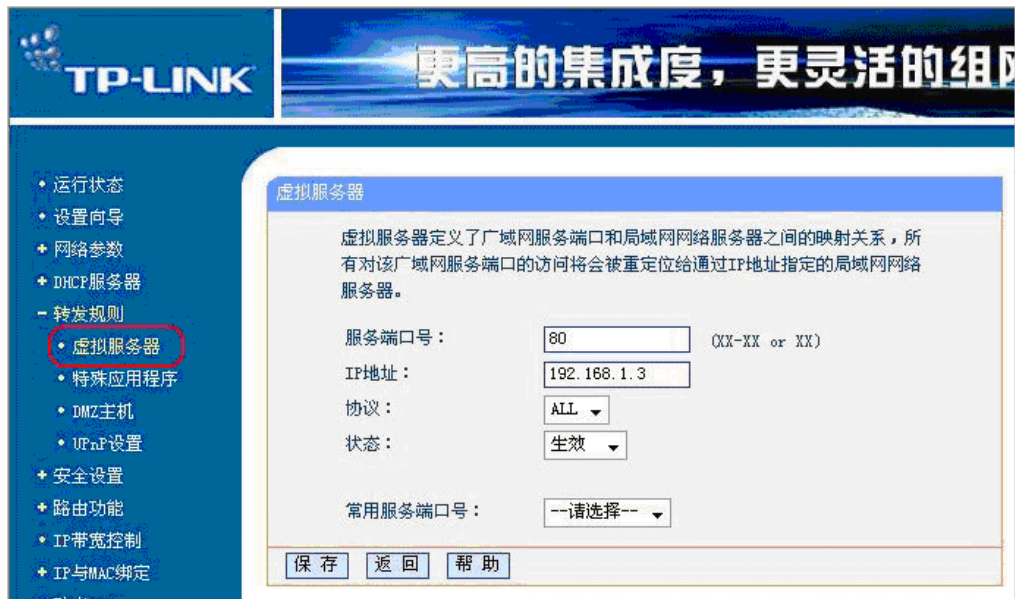 TP-LINK
更高的集成度，更灵活的组网
• 运行状态
• 设置向导
+ 网络参数
+ DHCP服务器
- 转发规则
• 虚拟服务器
• 特殊应用程序
• DMZ主机
• UPnP设置
+ 安全设置
+ 路由功能
• IP带宽控制
+ IP与MAC绑定
虚拟服务器
虚拟服务器定义了广域网服务端口和局域网网络服务器之间的映射关系，所
有对该广域网服务端口的访问将会被重定位给通过IP地址指定的局域网网络
服务器。
服务端口号： 80 (XX-XX or XX)
IP地址： 192.168.1.3
协议： ALL
状态： 生效
常用服务端口号： --请选择--
保 存 返 回 帮 助